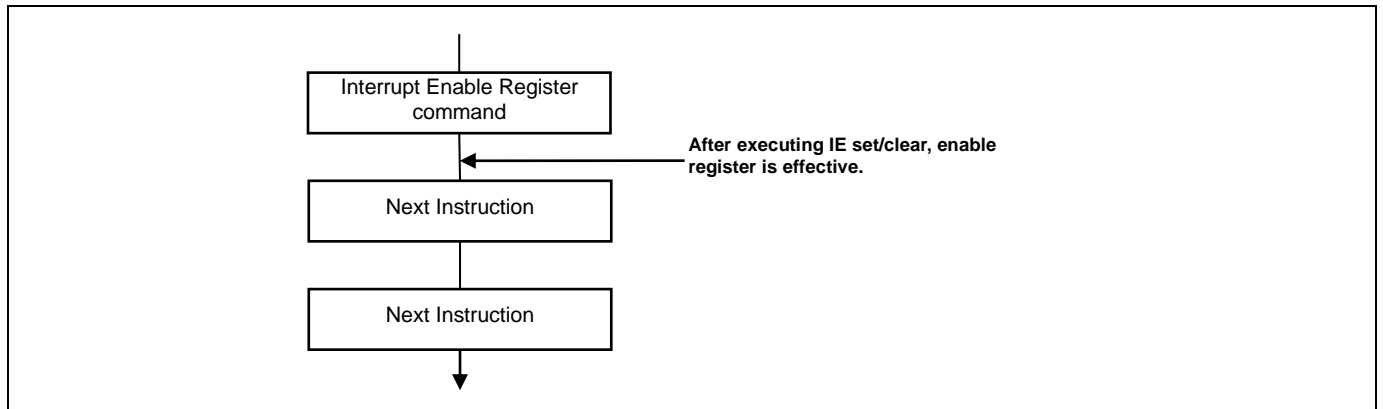 Interrupt Enable Register
command
After executing IE set/clear, enable
register is effective.
Next Instruction
Next Instruction